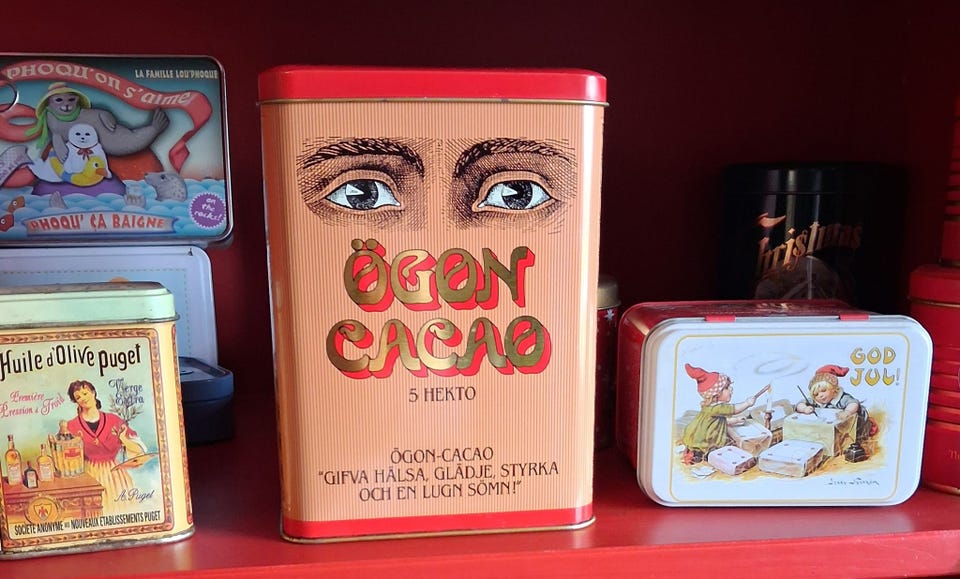 LA FAMILLE LOU'PHOQUE
PHOQU'ON S'AIME
on
the
rocks!
PHOQU' ÇA BAIGNE
Huile d'Olive puget
Première
Pression à Froid
Vierge
Extra
A. Puget
SOCIÉTÉ ANONYME DES NOUVEAUX ÉTABLISSEMENTS PUGET
ÖGON
CACAO
5 HEKTO
ÖGON-CACAO
"GIFVA HÄLSA, GLÄDJE, STYRKA
OCH EN LUGN SÖMN!"
GOD
JUL!
Jenny Nyström